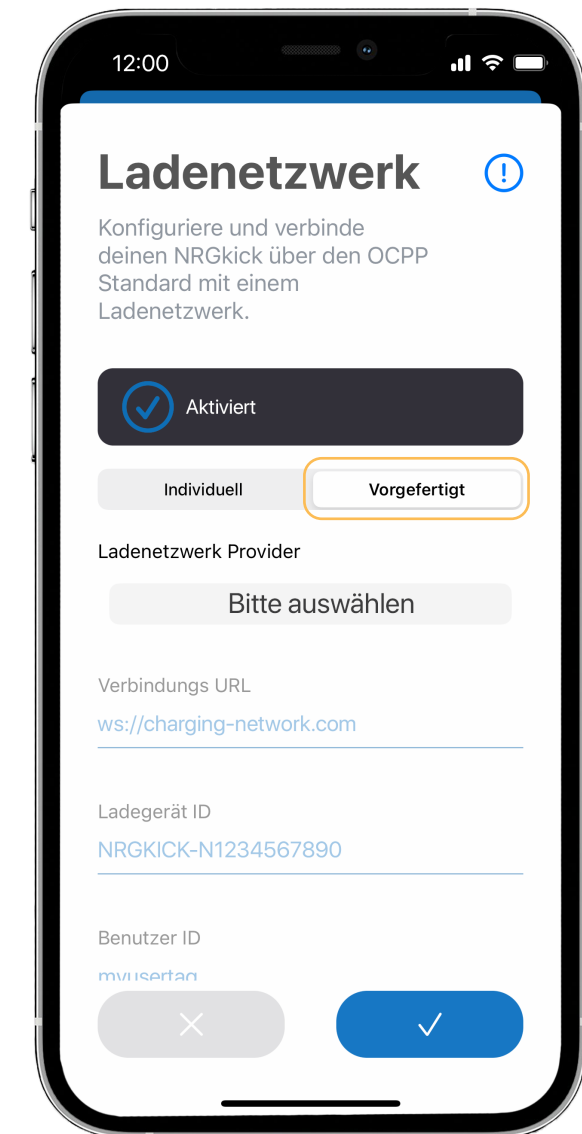 12:00
Ladenetzwerk
Konfiguriere und verbinde
deinen NRGkick über den OCPP
Standard mit einem
Ladenetzwerk.
Aktiviert
Individuell
Vorgefertigt
Ladenetzwerk Provider
Bitte auswählen
Verbindungs URL
ws://charging-network.com
Ladegerät ID
NRGKICK-N1234567890
Benutzer ID
myusertag